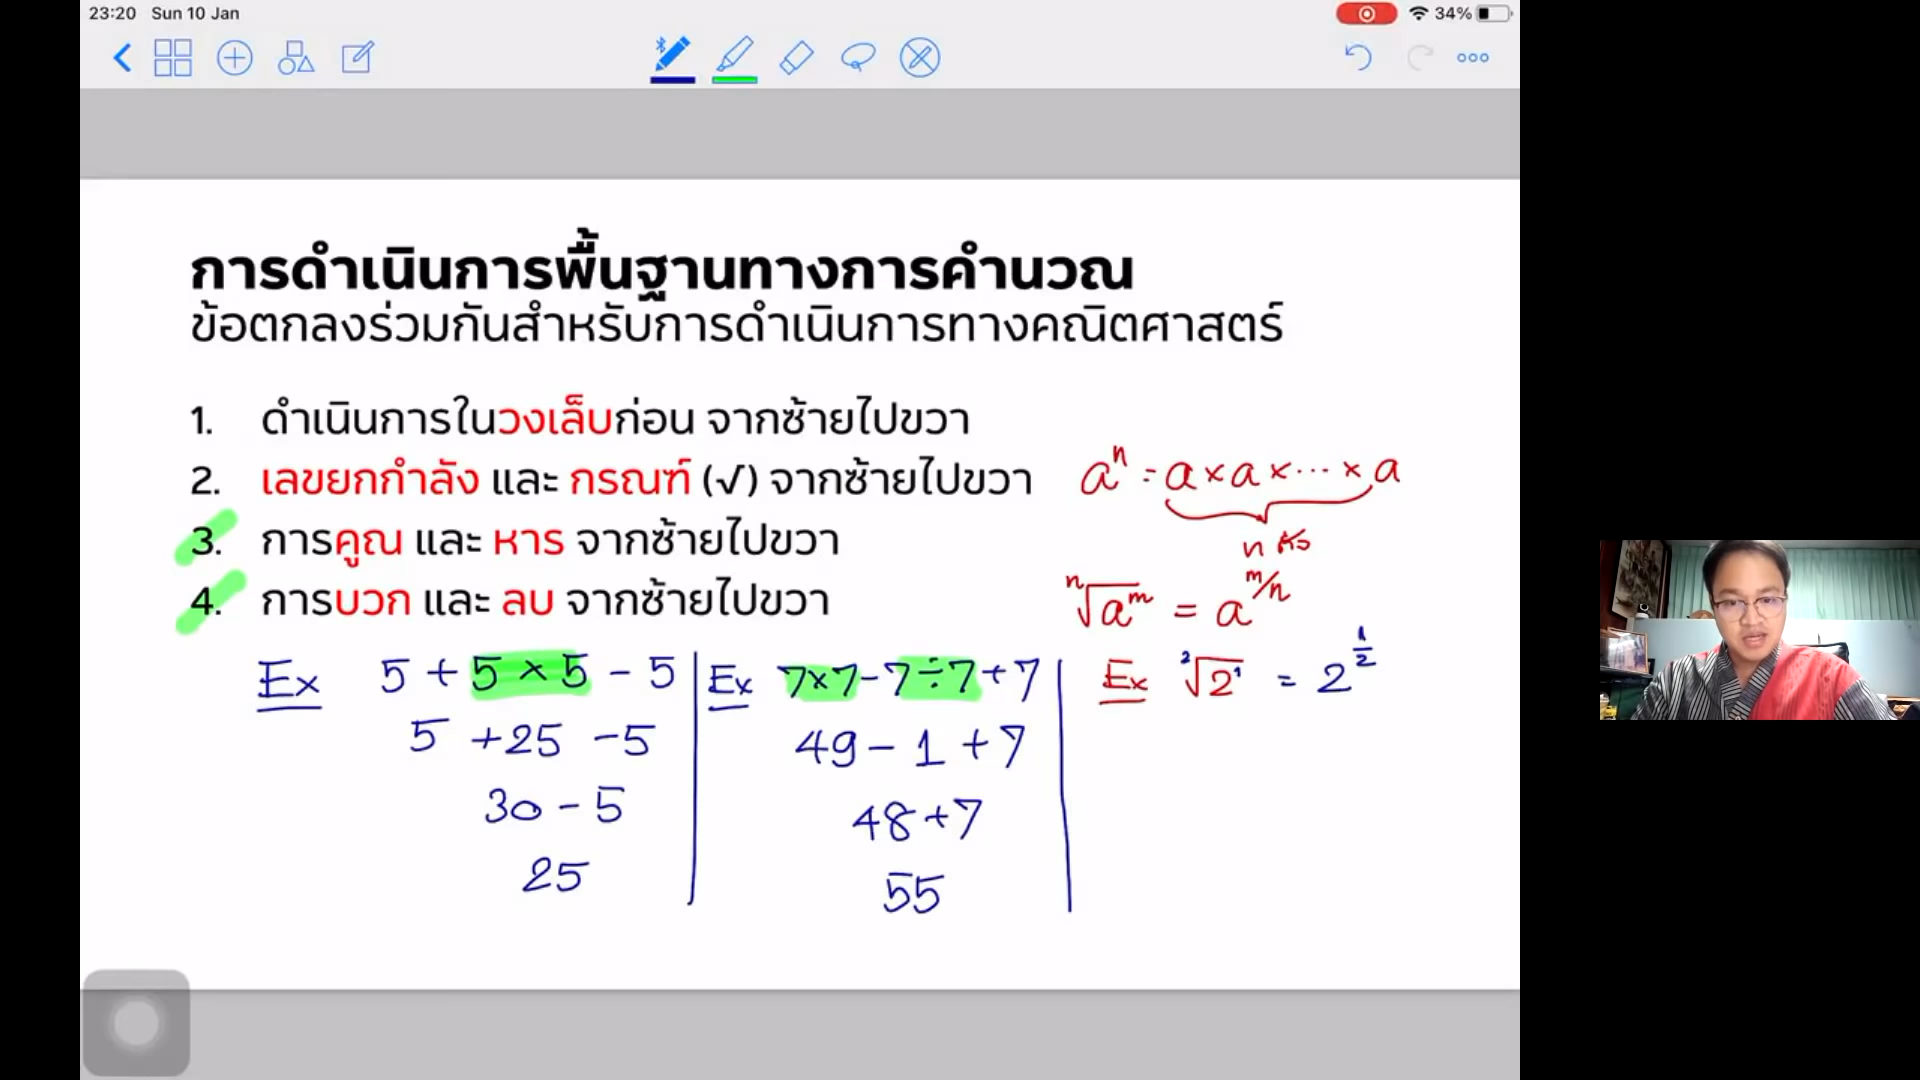 23:20 Sun 10 Jan
34%
การดำเนินการพื้นฐานทางการคำนวณ
ข้อตกลงร่วมกันสำหรับการดำเนินการทางคณิตศาสตร์
1. ดำเนินการในวงเล็บก่อน จากซ้ายไปขวา
2. เลขยกกำลัง และ กรณฑ์ (√) จากซ้ายไปขวา
3. การคูณ และ หาร จากซ้ายไปขวา
4. การบวก และ ลบ จากซ้ายไปขวา
aⁿ = a × a × ... × a
n ตัว
ⁿ√aᵐ = a^m/n
Ex 5 + 5 × 5 - 5
5 + 25 - 5
30 - 5
25
Ex 7×7-7÷7+7
49 - 1 + 7
48+7
55
Ex ²√2¹ = 2^1/2